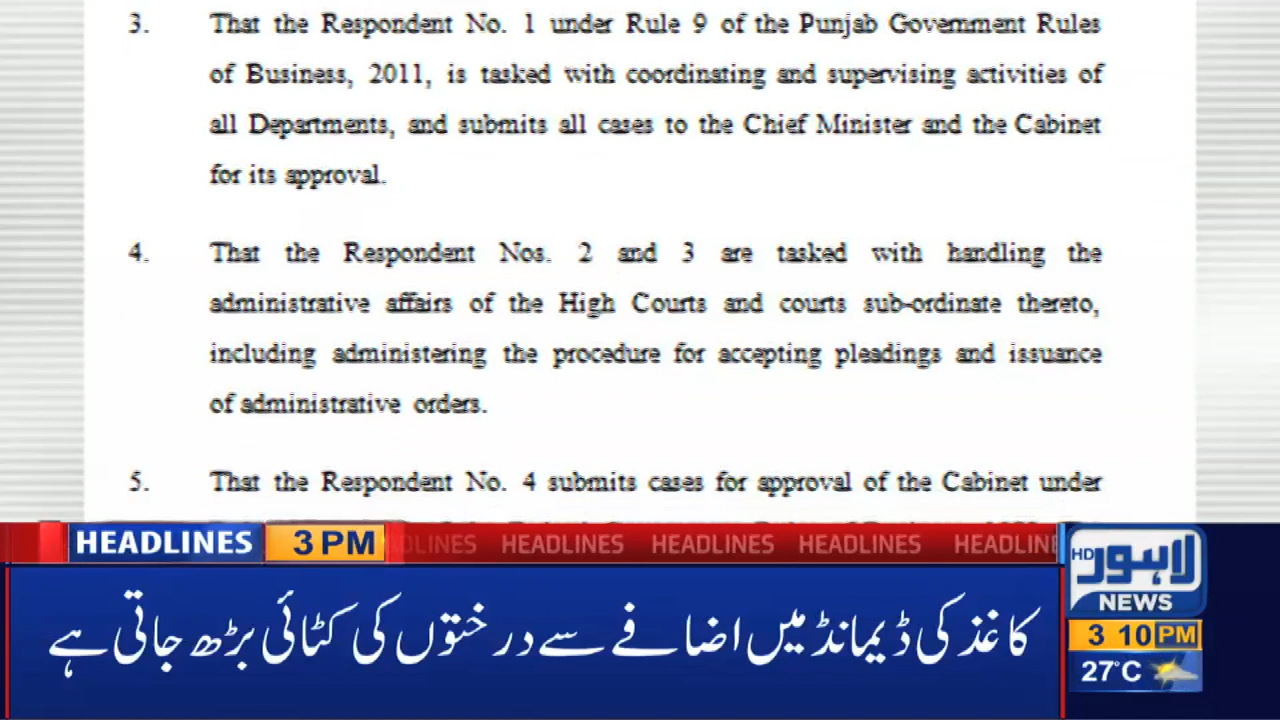 3. That the Respondent No. 1 under Rule 9 of the Punjab Government Rules
of Business, 2011, is tasked with coordinating and supervising activities of
all Departments, and submits all cases to the Chief Minister and the Cabinet
for its approval.
4. That the Respondent Nos. 2 and 3 are tasked with handling the
administrative affairs of the High Courts and courts sub-ordinate thereto,
including administering the procedure for accepting pleadings and issuance
of administrative orders.
5. That the Respondent No. 4 submits cases for approval of the Cabinet under
HEADLINES 3 PM DLINES HEADLINES HEADLINES HEADLINES HEADLIN
HD لاہور
NEWS
کاغذ کی ڈیمانڈ میں اضافے سے درختوں کی کٹائی بڑھ جاتی ہے
3 10 PM
27°C